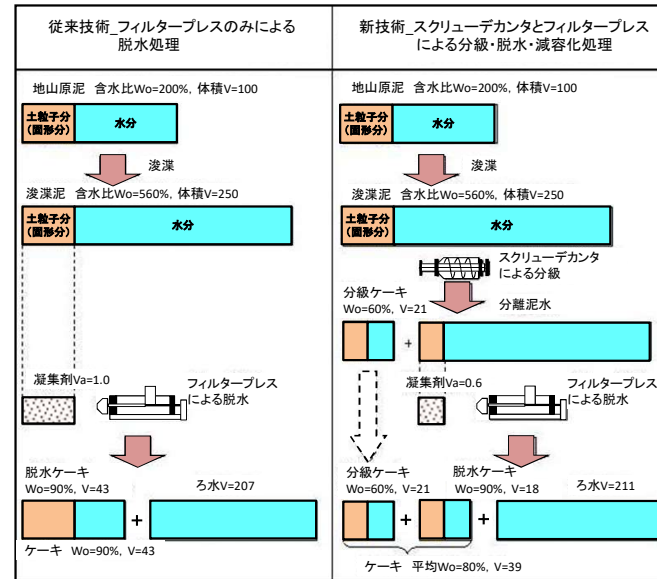 従来技術_フィルタープレスのみによる
脱水処理
地山原泥 含水比Wo=200%, 体積V=100
土粒子分
(固形分)
水分
浚渫
浚渫泥 含水比Wo=560%, 体積V=250
土粒子分
(固形分)
水分
凝集剤Va=1.0
フィルタープレス
による脱水
脱水ケーキ
Wo=90%, V=43
ろ水V=207
+
ケーキ Wo=90%, V=43
新技術_スクリューデカンタとフィルタープレス
による分級・脱水・減容化処理
地山原泥 含水比Wo=200%, 体積V=100
土粒子分
(固形分)
水分
浚渫
浚渫泥 含水比Wo=560%, 体積V=250
土粒子分
(固形分)
水分
スクリューデカンタ
による分級
分級ケーキ
Wo=60%, V=21
分離泥水
+
凝集剤Va=0.6
フィルタープレス
による脱水
分級ケーキ
Wo=60%, V=21
脱水ケーキ
Wo=90%, V=18
ろ水V=211
+
+
ケーキ 平均Wo=80%, V=39